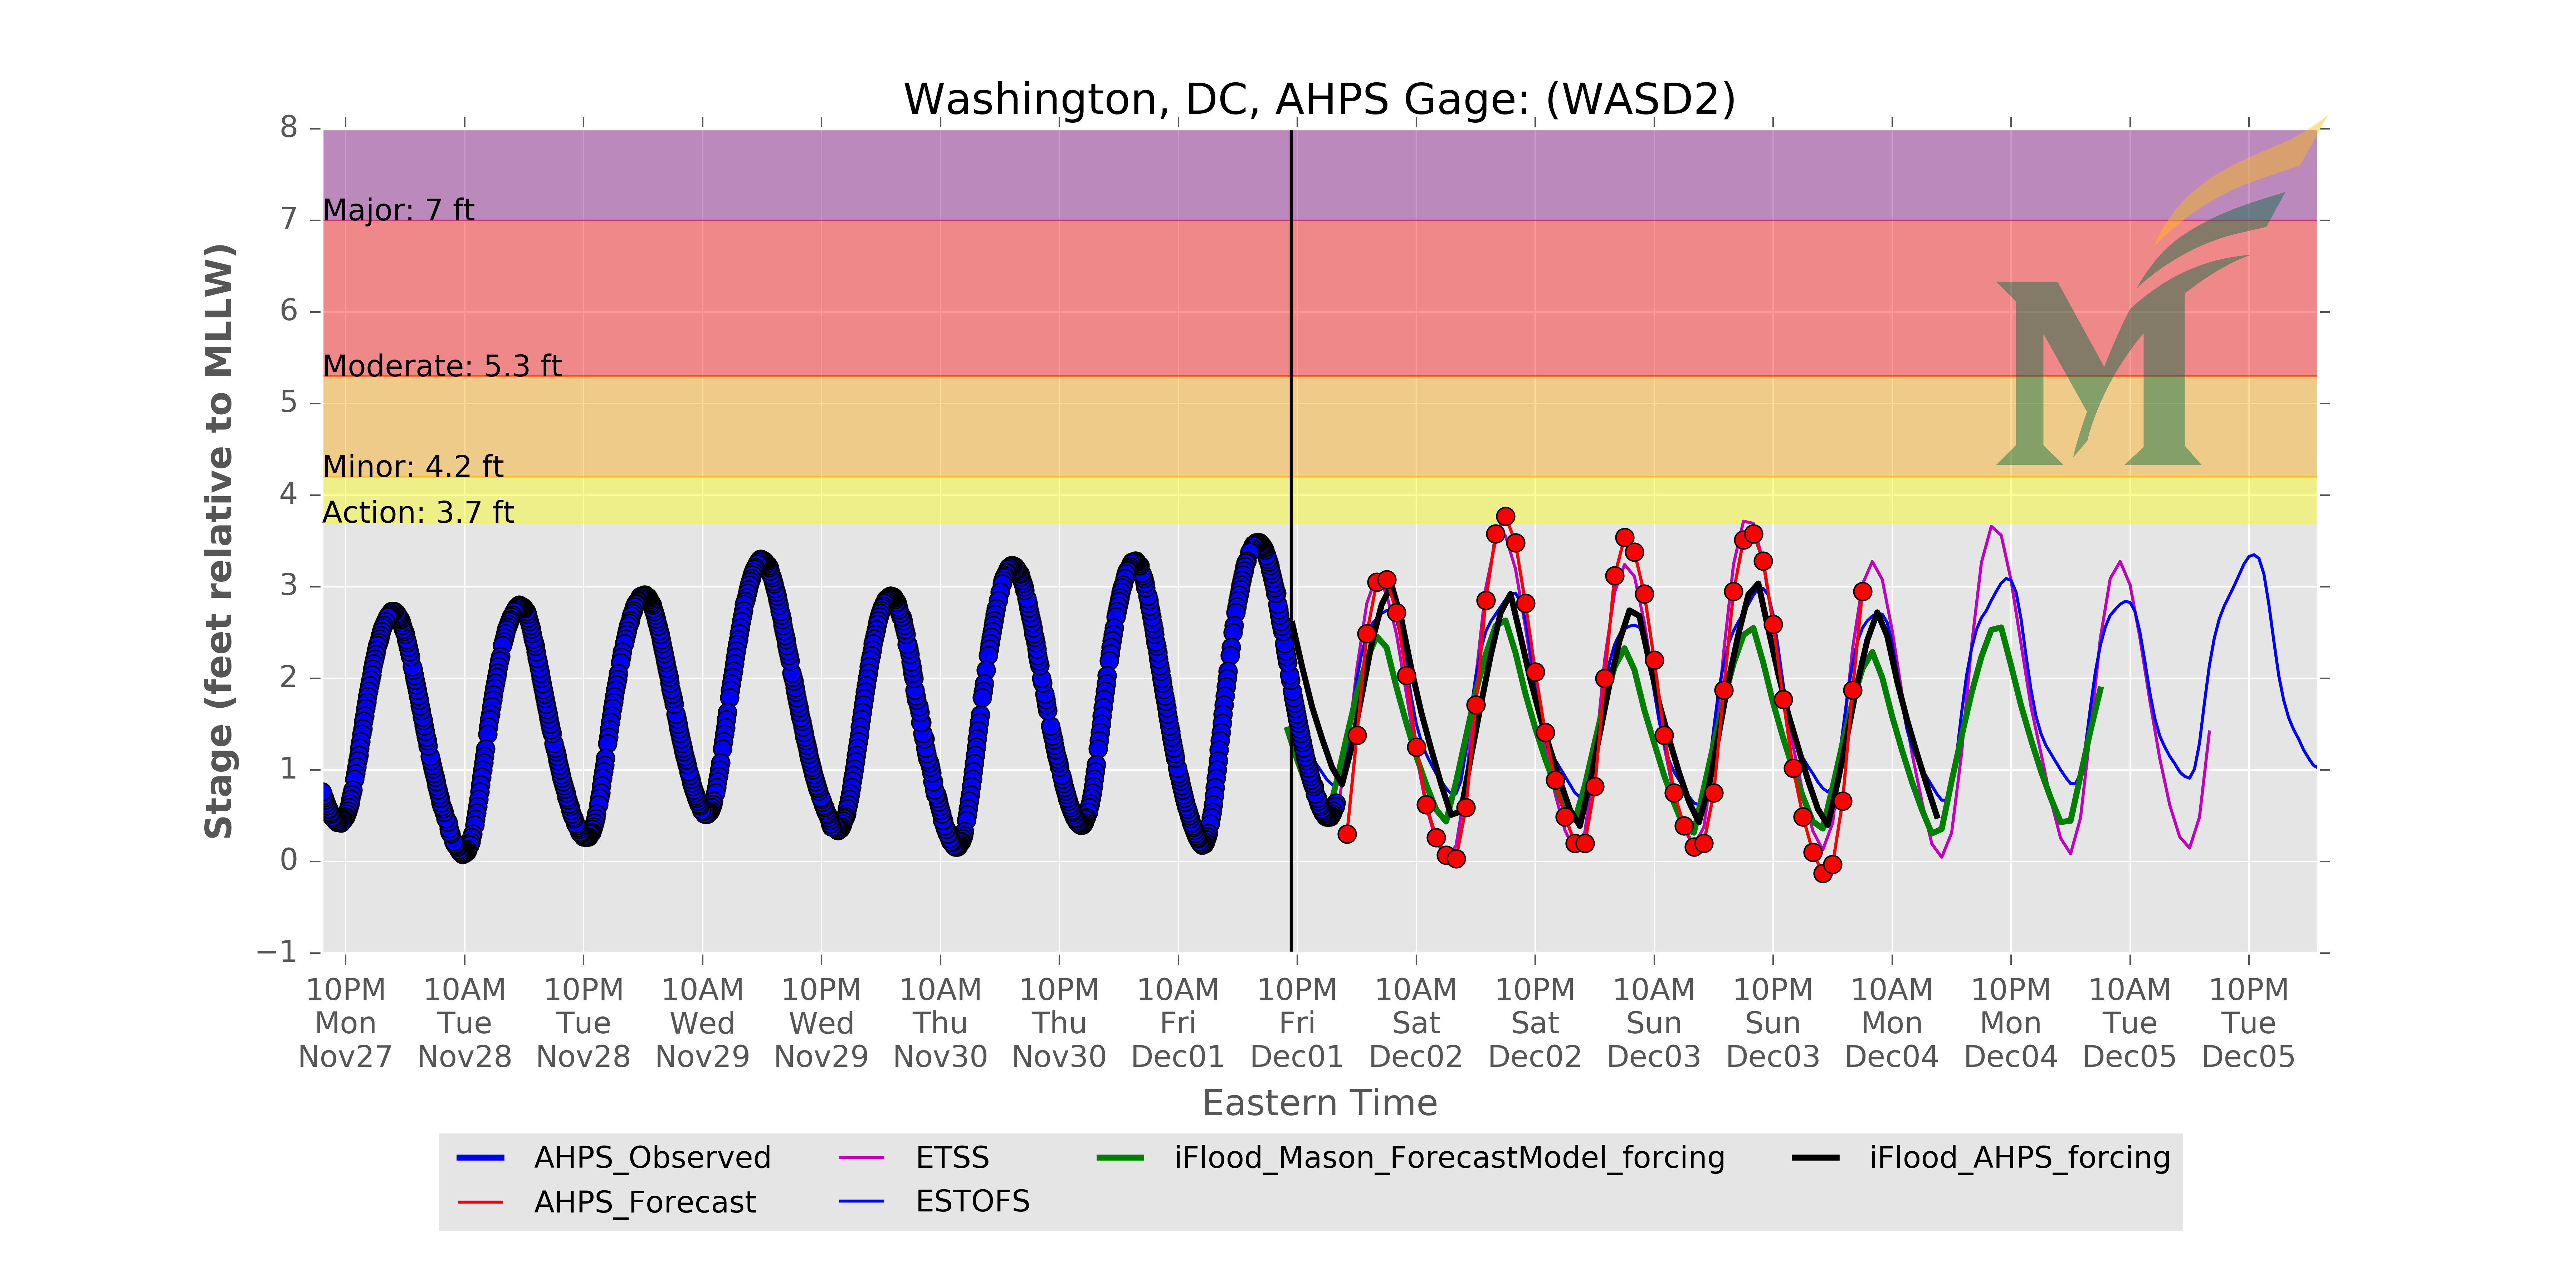 Washington, DC, AHPS Gage: (WASD2)
8
7
6
5
4
3
2
1
0
−1
Stage (feet relative to MLLW)
Major: 7 ft
Moderate: 5.3 ft
Minor: 4.2 ft
Action: 3.7 ft
M
10PM 10AM 10PM 10AM 10PM 10AM 10PM 10AM 10PM 10AM 10PM 10AM 10PM 10AM 10PM 10AM 10PM
Mon Tue Tue Wed Wed Thu Thu Fri Fri Sat Sat Sun Sun Mon Mon Tue Tue
Nov27 Nov28 Nov28 Nov29 Nov29 Nov30 Nov30 Dec01 Dec01 Dec02 Dec02 Dec03 Dec03 Dec04 Dec04 Dec05 Dec05
Eastern Time
AHPS_Observed ETSS iFlood_Mason_ForecastModel_forcing iFlood_AHPS_forcing
AHPS_Forecast ESTOFS